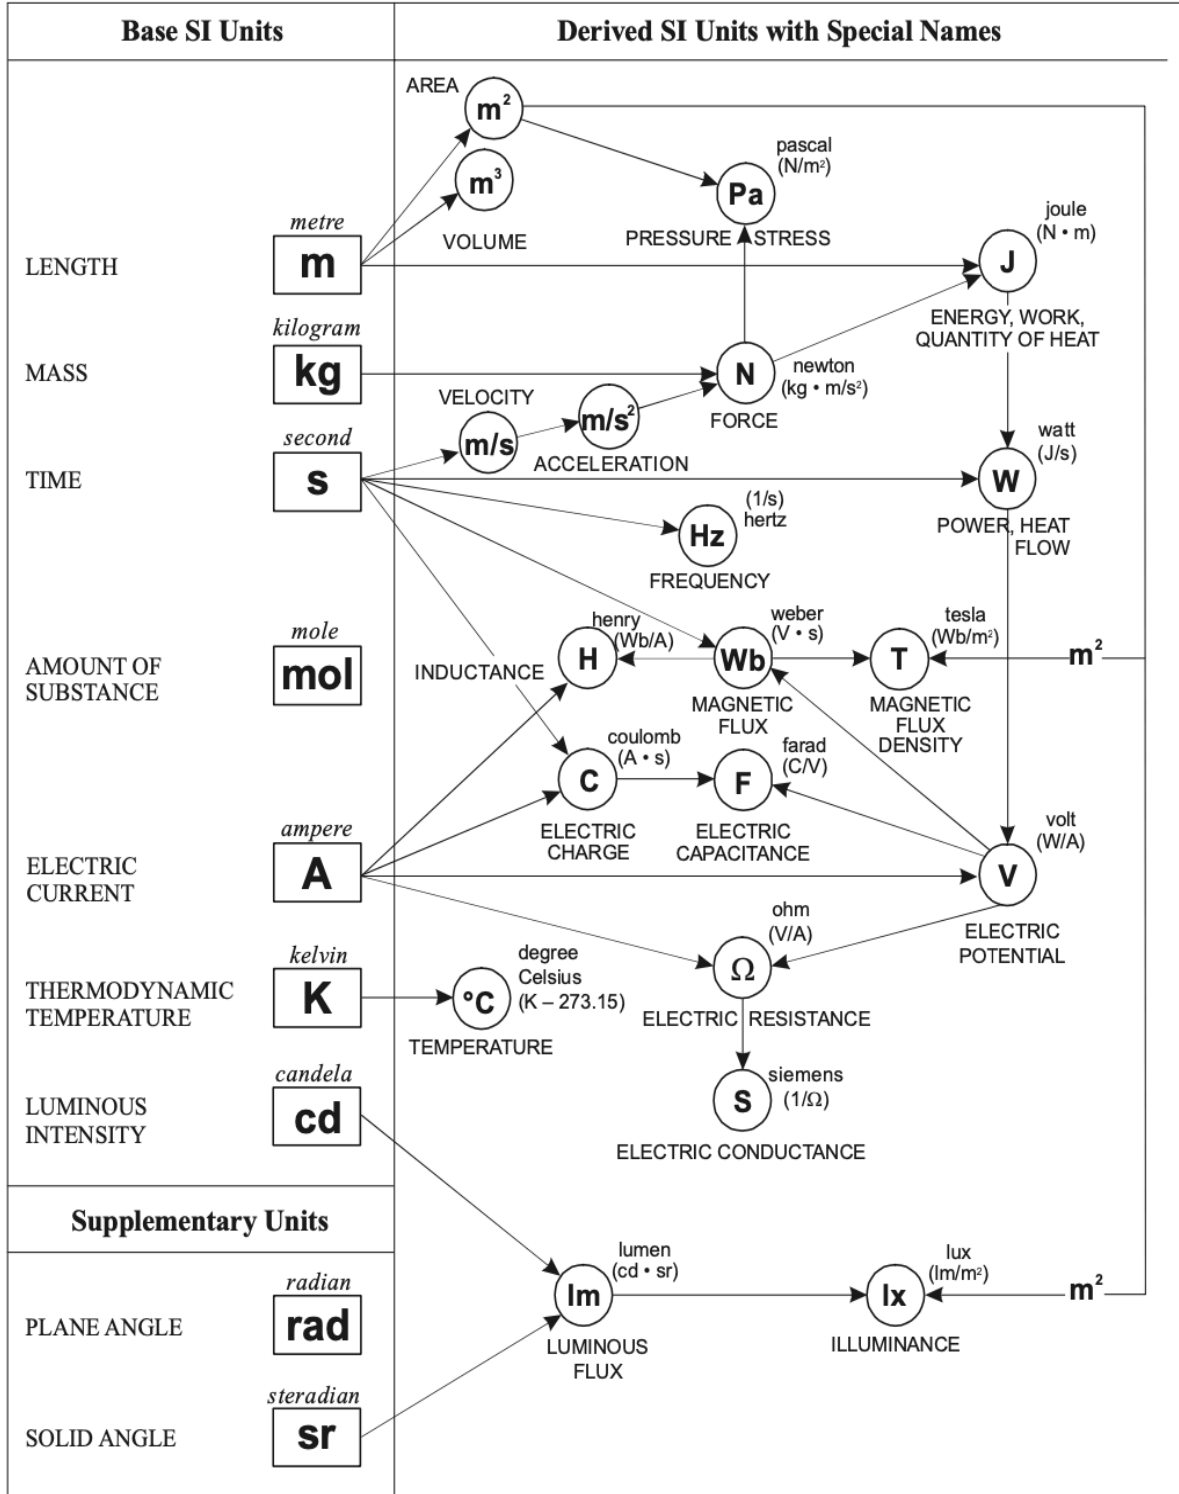 Base SI Units
Derived SI Units with Special Names
AREA
m²
pascal
(N/m²)
m³
Pa
metre
VOLUME
PRESSURE
STRESS
joule
(N • m)
LENGTH
m
J
ENERGY, WORK,
QUANTITY OF HEAT
kilogram
MASS
kg
N
newton
(kg • m/s²)
VELOCITY
m/s²
FORCE
second
m/s
ACCELERATION
watt
(J/s)
TIME
s
W
(1/s)
hertz
POWER, HEAT
FLOW
Hz
FREQUENCY
mole
henry
(Wb/A)
weber
(V • s)
tesla
(Wb/m²)
AMOUNT OF
SUBSTANCE
mol
INDUCTANCE
H
Wb
T
m²
MAGNETIC
FLUX
MAGNETIC
FLUX
DENSITY
coulomb
(A • s)
farad
(C/V)
C
F
ampere
ELECTRIC
CHARGE
ELECTRIC
CAPACITANCE
volt
(W/A)
ELECTRIC
CURRENT
A
V
ohm
(V/A)
ELECTRIC
POTENTIAL
kelvin
degree
Celsius
(K – 273.15)
Ω
THERMODYNAMIC
TEMPERATURE
K
°C
ELECTRIC
RESISTANCE
TEMPERATURE
candela
siemens
(1/Ω)
LUMINOUS
INTENSITY
cd
S
ELECTRIC CONDUCTANCE
Supplementary Units
radian
lumen
(cd • sr)
lux
(lm/m²)
PLANE ANGLE
rad
lm
lx
m²
LUMINOUS
FLUX
ILLUMINANCE
steradian
SOLID ANGLE
sr